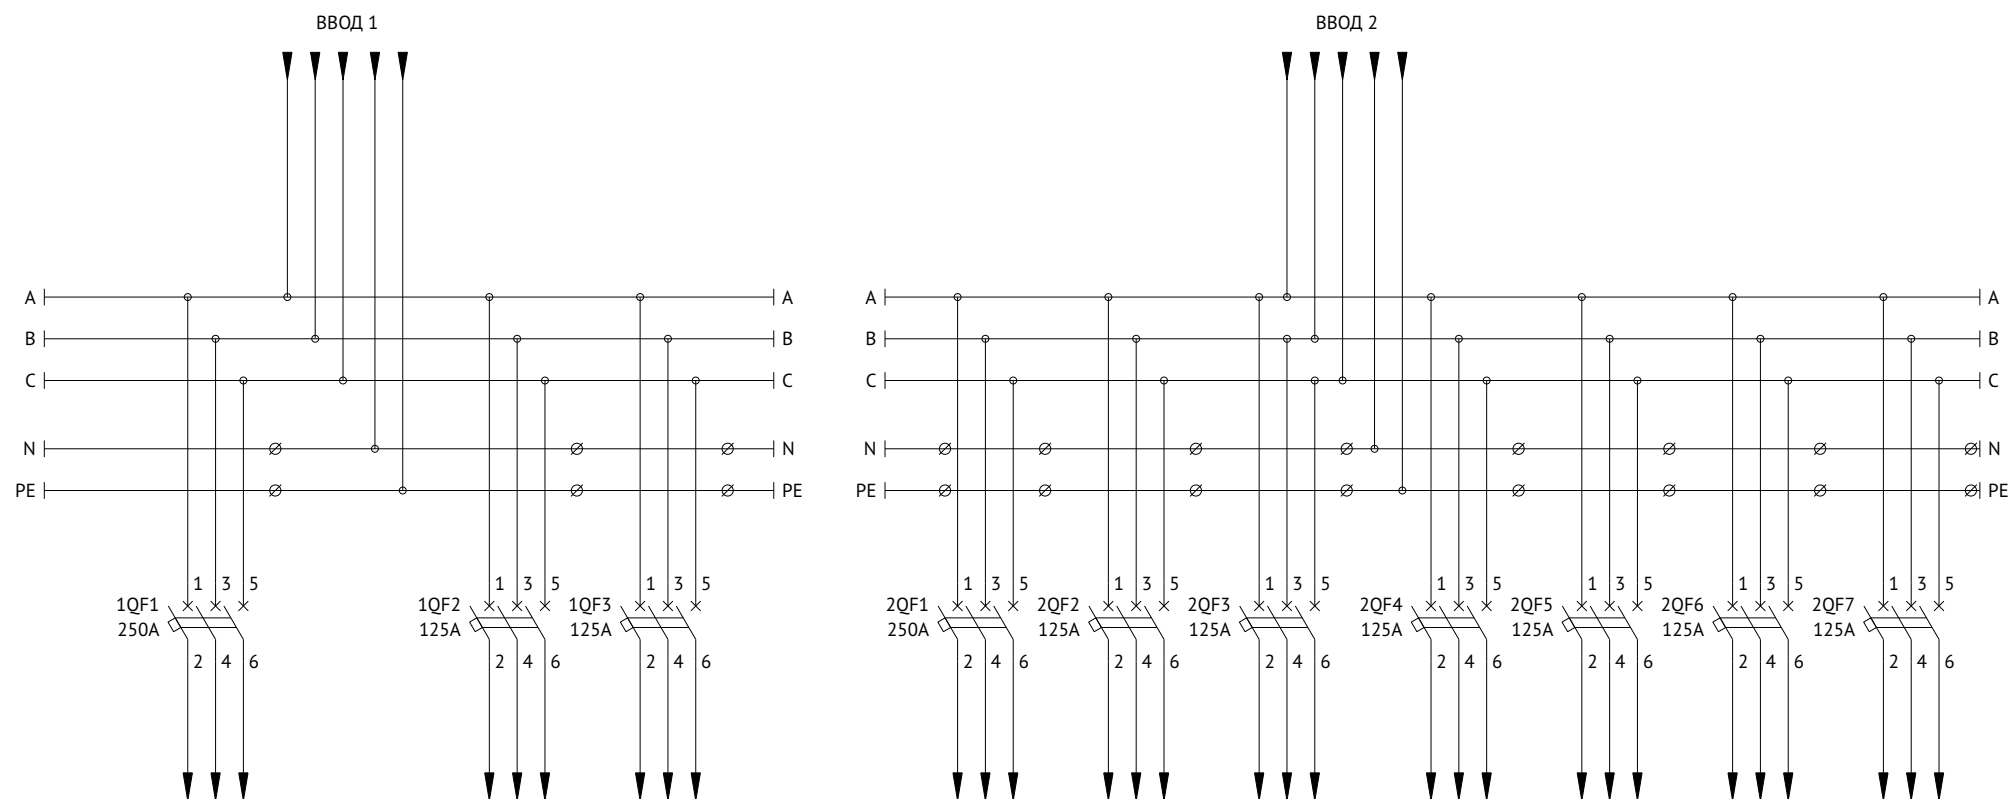 ВВОД 1
ВВОД 2
A A A A
B B B B
C C C C
N N N N
PE PE PE PE
1 3 5 1 3 5 1 3 5 1 3 5 1 3 5 1 3 5 1 3 5 1 3 5 1 3 5 1 3 5
1QF1 1QF2 1QF3 2QF1 2QF2 2QF3 2QF4 2QF5 2QF6 2QF7
250A 125A 125A 250A 125A 125A 125A 125A 125A 125A
2 4 6 2 4 6 2 4 6 2 4 6 2 4 6 2 4 6 2 4 6 2 4 6 2 4 6 2 4 6